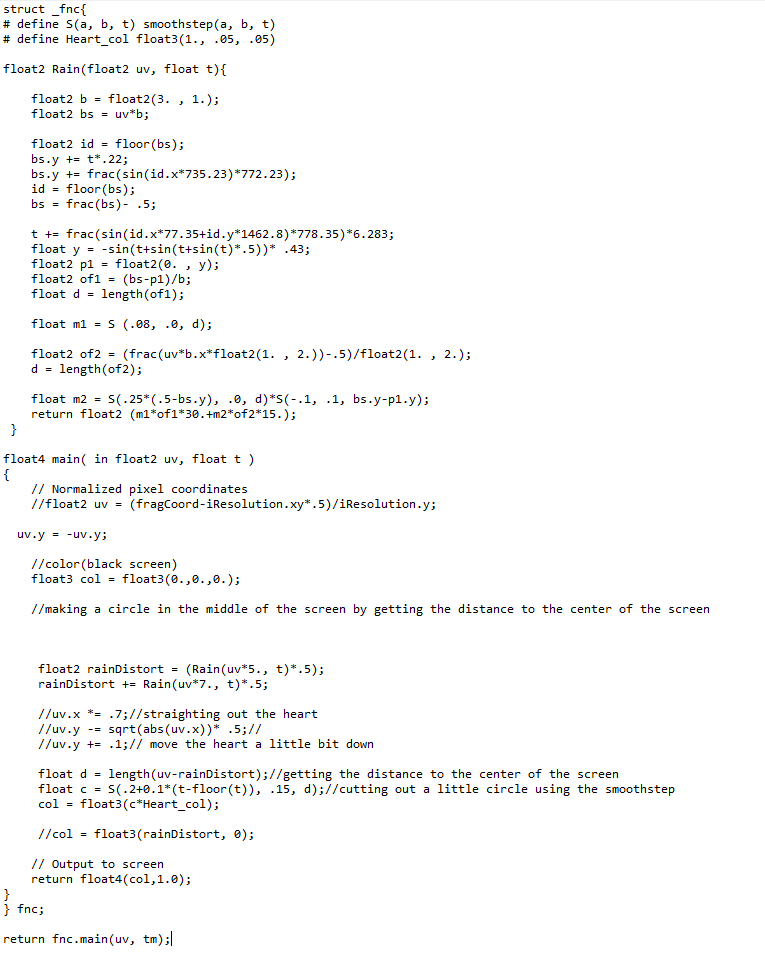 struct _fnc{
# define S(a, b, t) smoothstep(a, b, t)
# define Heart_col float3(1., .05, .05)
float2 Rain(float2 uv, float t){
float2 b = float2(3. , 1.);
float2 bs = uv*b;
float2 id = floor(bs);
bs.y += t*.22;
bs.y += frac(sin(id.x*735.23)*772.23);
id = floor(bs);
bs = frac(bs)- .5;
t += frac(sin(id.x*77.35+id.y*1462.8)*778.35)*6.283;
float y = -sin(t+sin(t+sin(t)*.5))* .43;
float2 p1 = float2(0. , y);
float2 of1 = (bs-p1)/b;
float d = length(of1);
float m1 = S (.08, .0, d);
float2 of2 = (frac(uv*b.x*float2(1. , 2.))-.5)/float2(1. , 2.);
d = length(of2);
float m2 = S(.25*(.5-bs.y), .0, d)*S(-.1, .1, bs.y-p1.y);
return float2 (m1*of1*30.+m2*of2*15.);
}
float4 main( in float2 uv, float t )
{
// Normalized pixel coordinates
//float2 uv = (fragCoord-iResolution.xy*.5)/iResolution.y;
uv.y = -uv.y;
//color(black screen)
float3 col = float3(0.,0.,0.);
//making a circle in the middle of the screen by getting the distance to the center of the screen
float2 rainDistort = (Rain(uv*5., t)*.5);
rainDistort += Rain(uv*7., t)*.5;
//uv.x *= .7;//straighting out the heart
//uv.y -= sqrt(abs(uv.x))* .5;//
//uv.y += .1;// move the heart a little bit down
float d = length(uv-rainDistort);//getting the distance to the center of the screen
float c = S(.2+0.1*(t-floor(t)), .15, d);//cutting out a little circle using the smoothstep
col = float3(c*Heart_col);
//col = float3(rainDistort, 0);
// Output to screen
return float4(col,1.0);
}
} fnc;
return fnc.main(uv, tm);